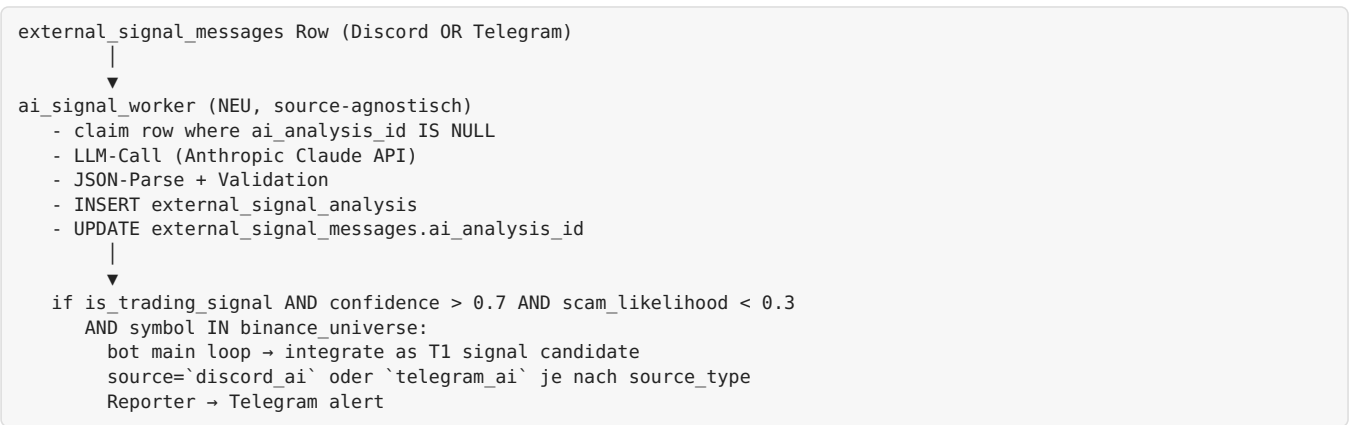 external_signal_messages Row (Discord OR Telegram)
│
▼
ai_signal_worker (NEU, source-agnostisch)
- claim row where ai_analysis_id IS NULL
- LLM-Call (Anthropic Claude API)
- JSON-Parse + Validation
- INSERT external_signal_analysis
- UPDATE external_signal_messages.ai_analysis_id
│
▼
if is_trading_signal AND confidence > 0.7 AND scam_likelihood < 0.3
AND symbol IN binance_universe:
bot main loop → integrate as T1 signal candidate
source=`discord_ai` oder `telegram_ai` je nach source_type
Reporter → Telegram alert